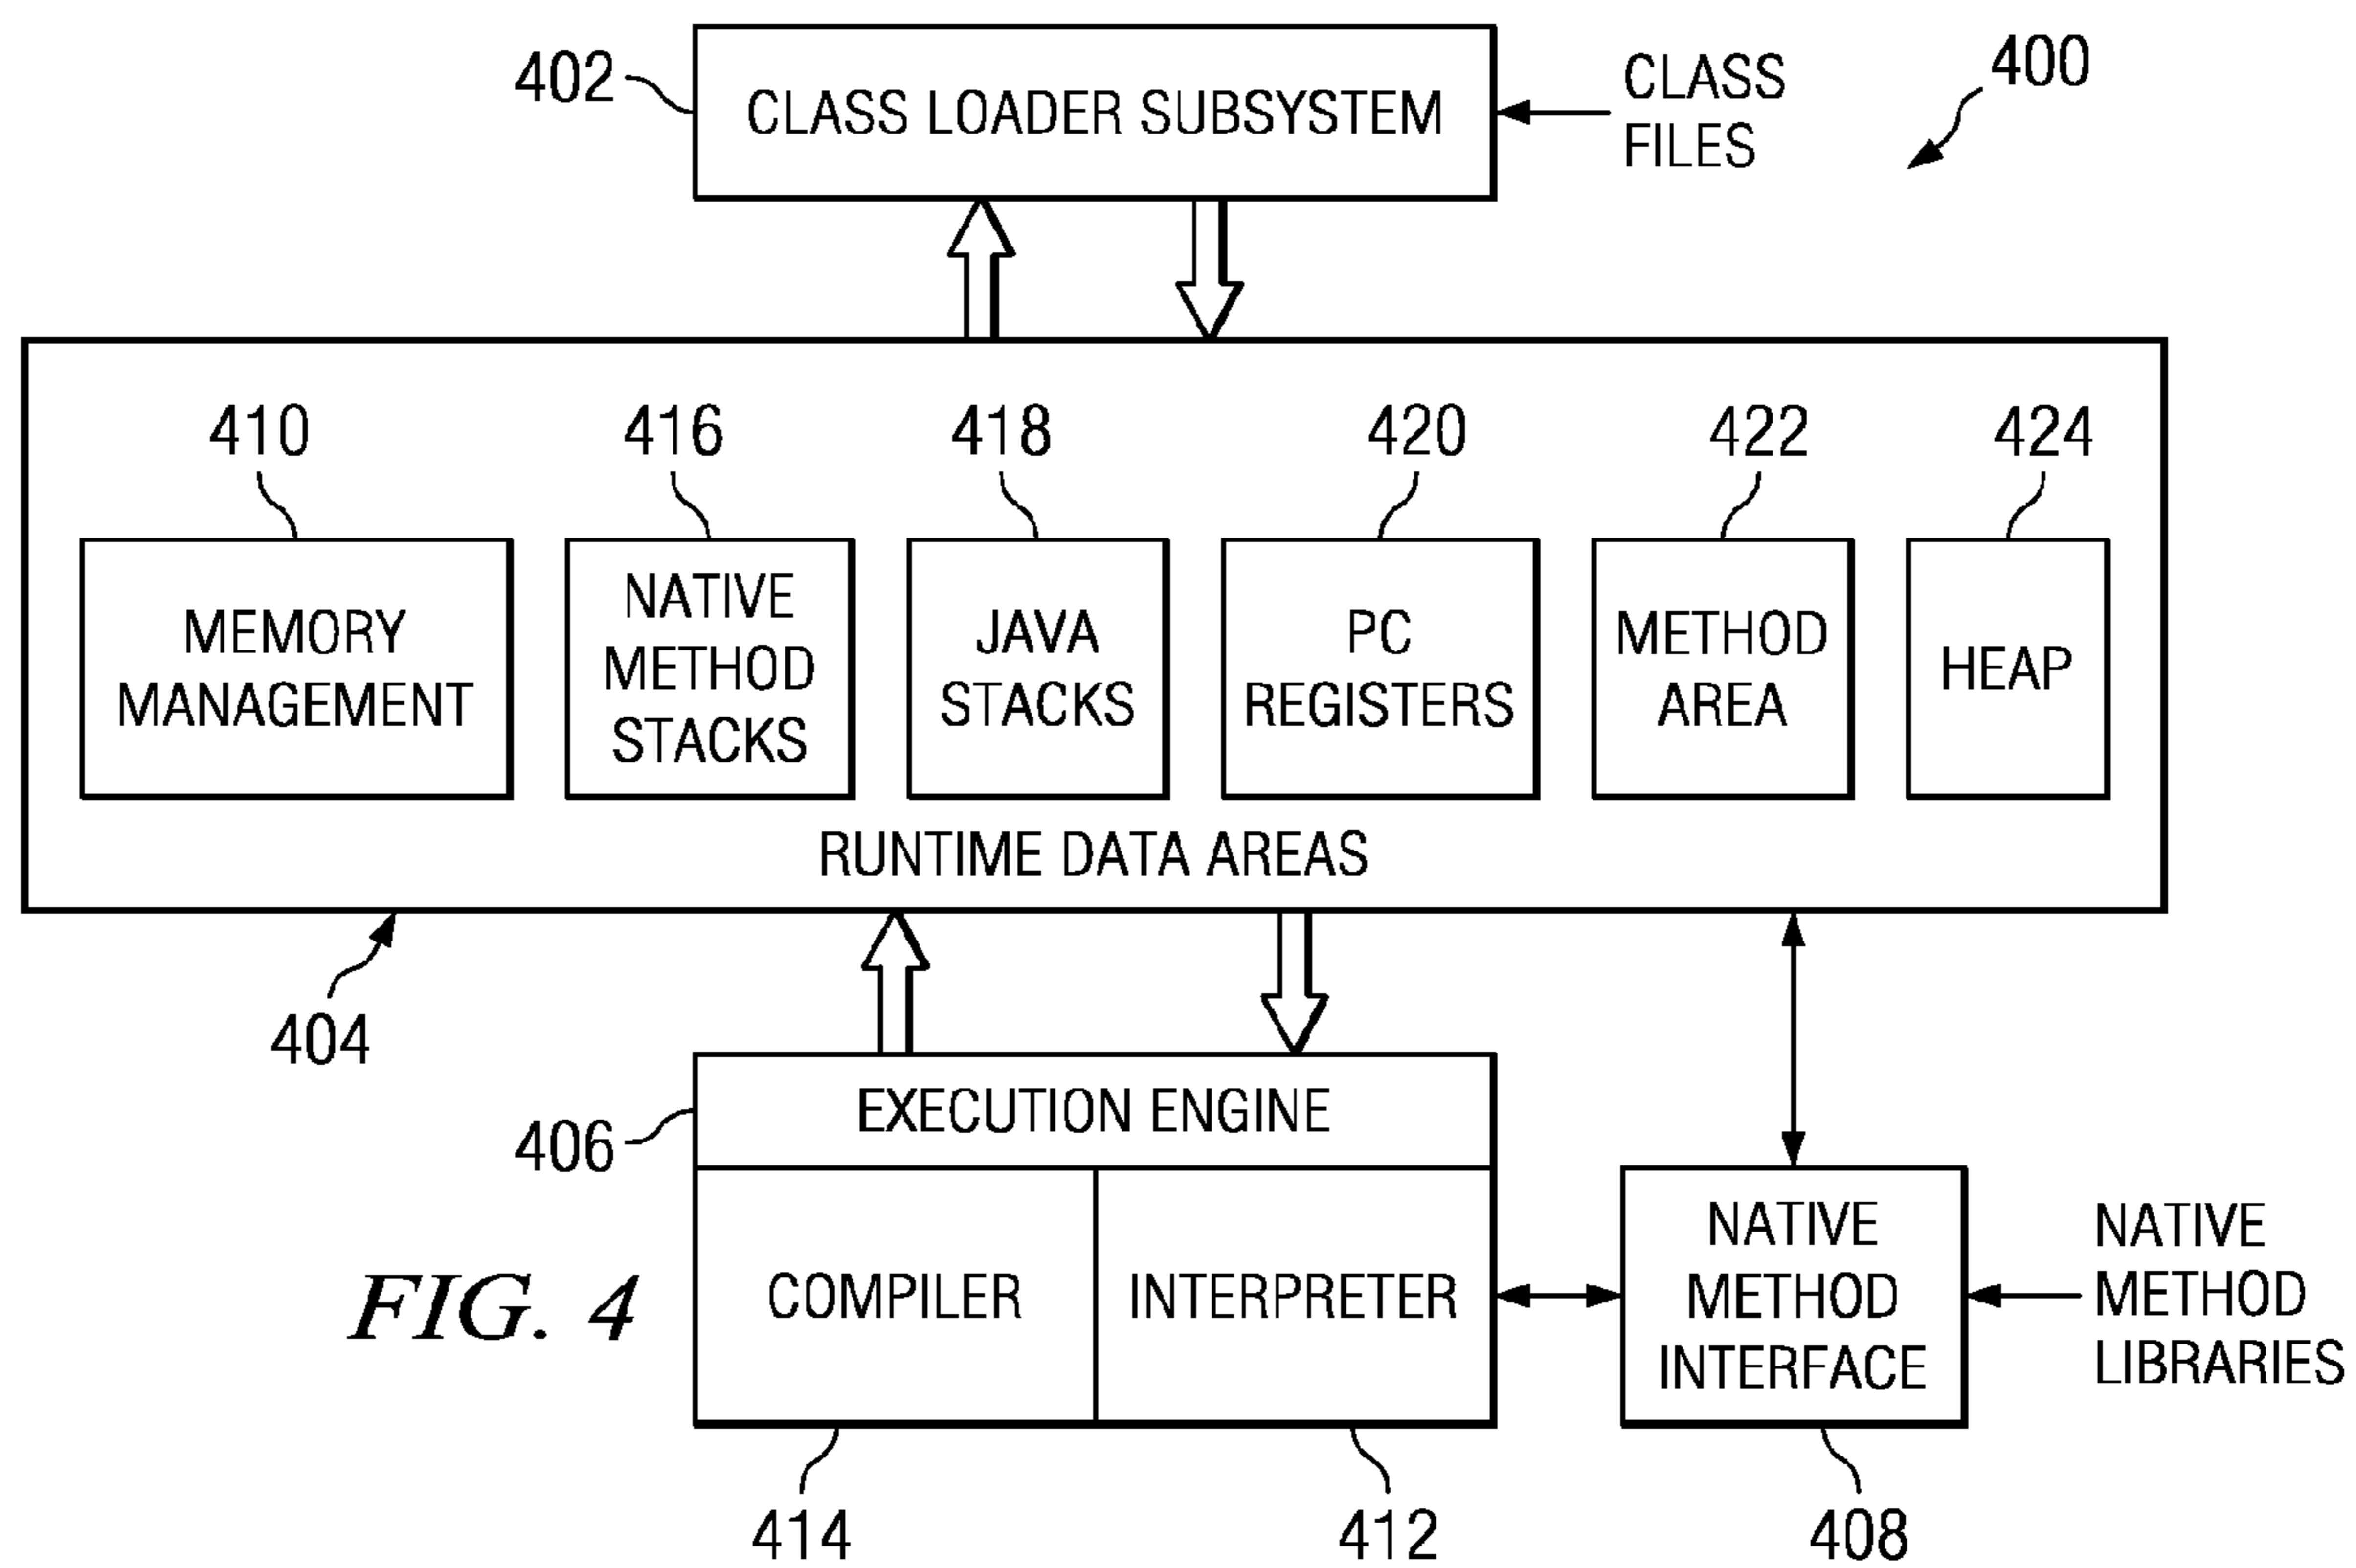 402
CLASS LOADER SUBSYSTEM
CLASS
FILES
400
410
416
418
420
422
424
MEMORY
MANAGEMENT
NATIVE
METHOD
STACKS
JAVA
STACKS
PC
REGISTERS
METHOD
AREA
HEAP
RUNTIME DATA AREAS
404
406
EXECUTION ENGINE
COMPILER
INTERPRETER
NATIVE
METHOD
INTERFACE
NATIVE
METHOD
LIBRARIES
FIG. 4
414
412
408